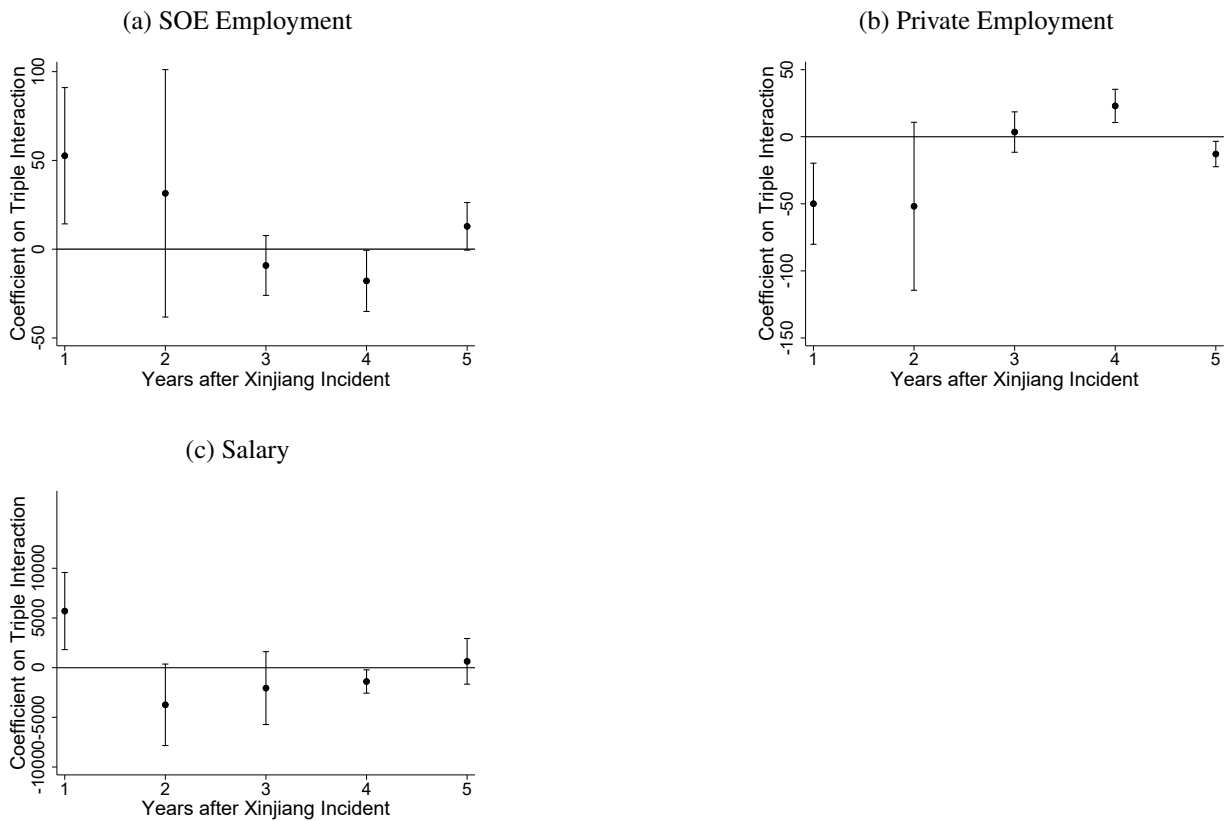 (a) SOE Employment
Coefficient on Triple Interaction
100
50
0
-50
1 2 3 4 5
Years after Xinjiang Incident
(b) Private Employment
Coefficient on Triple Interaction
50
0
-50
-100
-150
1 2 3 4 5
Years after Xinjiang Incident
(c) Salary
Coefficient on Triple Interaction
10000
5000
0
-5000
-10000
1 2 3 4 5
Years after Xinjiang Incident